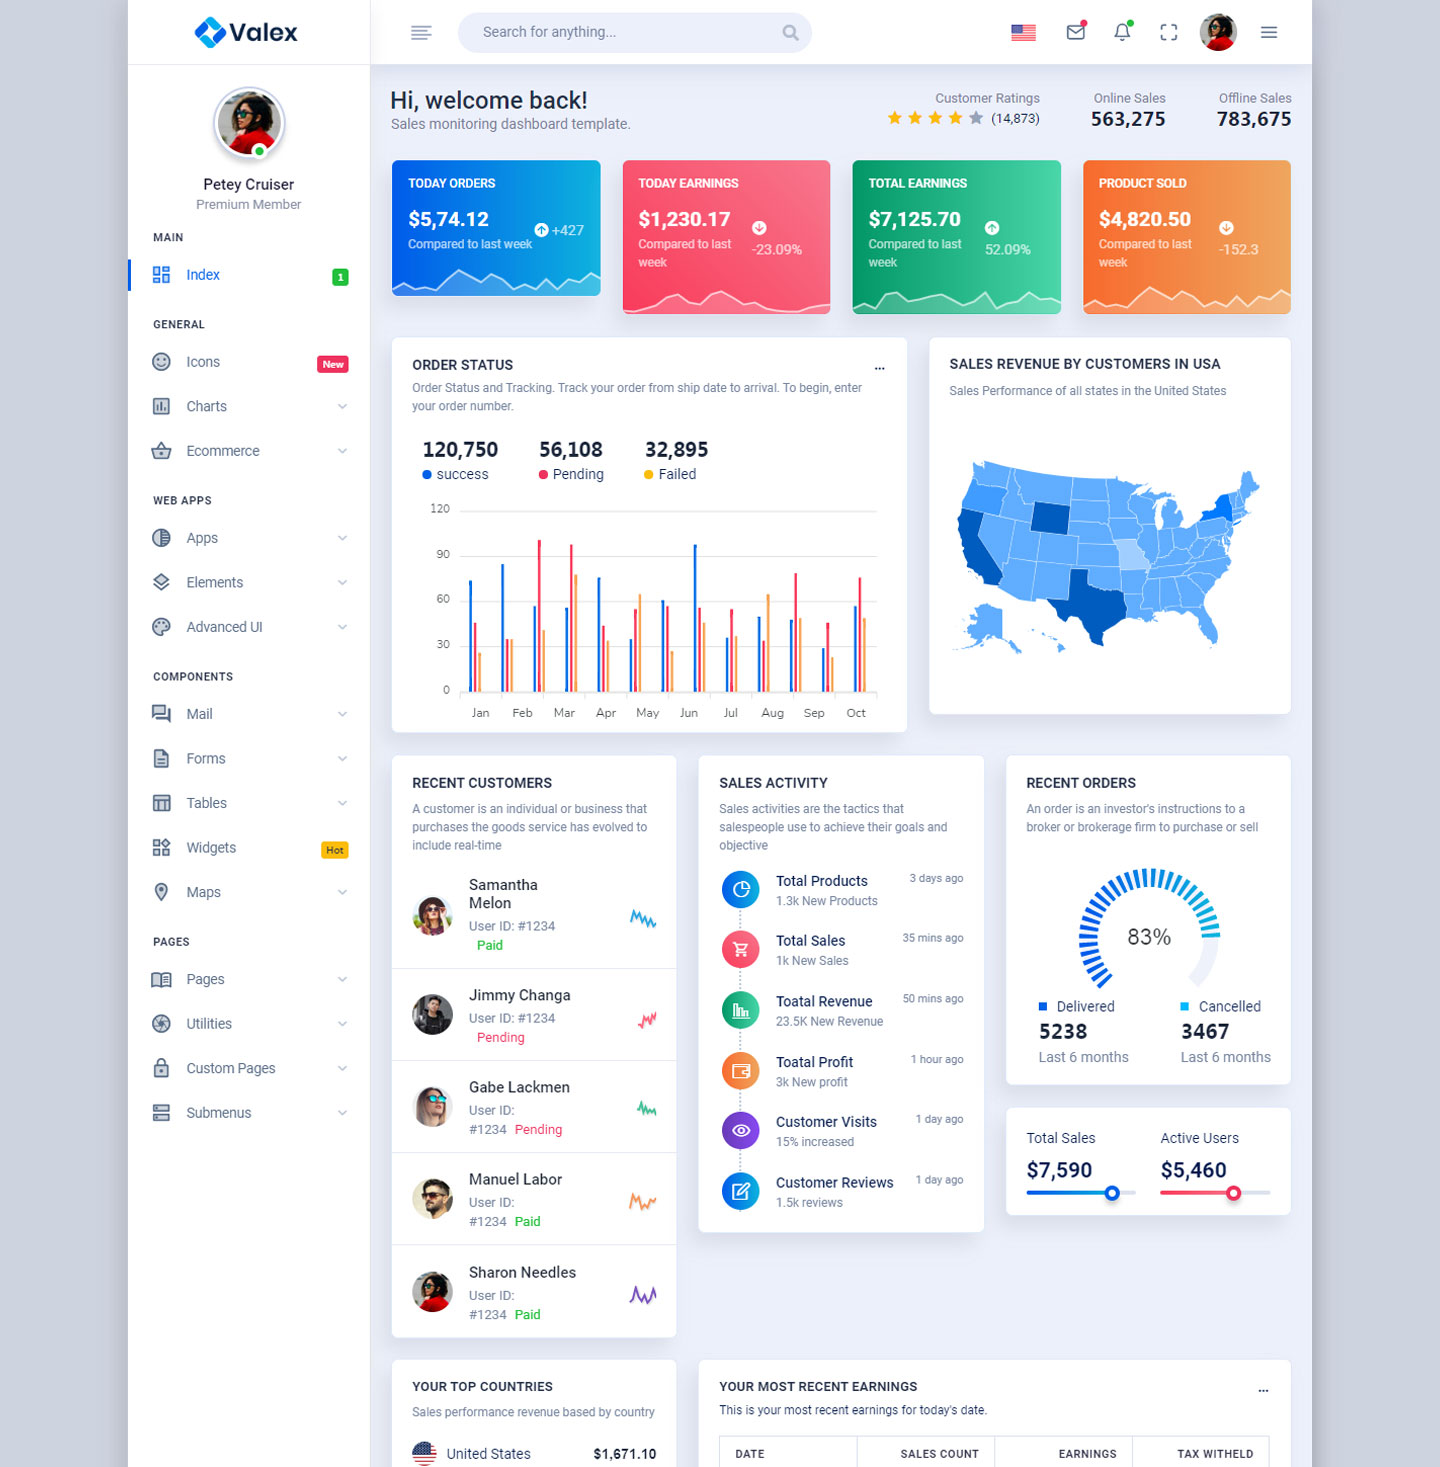 Valex
Search for anything...
Petey Cruiser
Premium Member
MAIN
Index
1
GENERAL
Icons
New
Charts
Ecommerce
WEB APPS
Apps
Elements
Advanced UI
COMPONENTS
Mail
Forms
Tables
Widgets
Hot
Maps
PAGES
Pages
Utilities
Custom Pages
Submenus
Hi, welcome back!
Sales monitoring dashboard template.
Customer Ratings
(14,873)
Online Sales
563,275
Offline Sales
783,675
TODAY ORDERS
$5,74.12
Compared to last week
+427
TODAY EARNINGS
$1,230.17
Compared to last
week
-23.09%
TOTAL EARNINGS
$7,125.70
Compared to last
week
52.09%
PRODUCT SOLD
$4,820.50
Compared to last
week
-152.3
ORDER STATUS
...
Order Status and Tracking. Track your order from ship date to arrival. To begin, enter
your order number.
120,750
success
56,108
Pending
32,895
Failed
120
90
60
30
0
Jan Feb Mar Apr May Jun Jul Aug Sep Oct
SALES REVENUE BY CUSTOMERS IN USA
Sales Performance of all states in the United States
RECENT CUSTOMERS
A customer is an individual or business that
purchases the goods service has evolved to
include real-time
Samantha
Melon
User ID: #1234
Paid
Jimmy Changa
User ID: #1234
Pending
Gabe Lackmen
User ID:
#1234 Pending
Manuel Labor
User ID:
#1234 Paid
Sharon Needles
User ID:
#1234 Paid
SALES ACTIVITY
Sales activities are the tactics that
salespeople use to achieve their goals and
objective
Total Products
3 days ago
1.3k New Products
Total Sales
35 mins ago
1k New Sales
Toatal Revenue
50 mins ago
23.5K New Revenue
Toatal Profit
1 hour ago
3k New profit
Customer Visits
1 day ago
15% increased
Customer Reviews
1 day ago
1.5k reviews
RECENT ORDERS
An order is an investor's instructions to a
broker or brokerage firm to purchase or sell
83%
Delivered
5238
Last 6 months
Cancelled
3467
Last 6 months
Total Sales
$7,590
Active Users
$5,460
YOUR TOP COUNTRIES
Sales performance revenue based by country
United States
$1,671.10
YOUR MOST RECENT EARNINGS
...
This is your most recent earnings for today's date.
DATE SALES COUNT EARNINGS TAX WITHELD